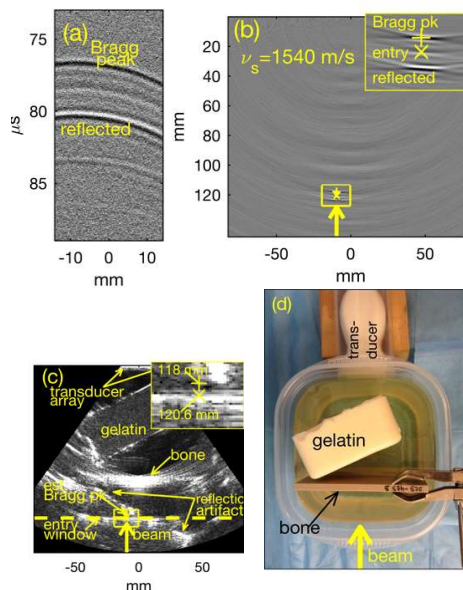 (a)
Bragg
peak
reflected
75
80
85
μs
-10 0 10
mm
(b)
νs=1540 m/s
Bragg pk
entry
reflected
0
20
40
60
80
100
120
mm
-50 0 50
mm
(c)
118 mm
120.6 mm
transducer
array
gelatin
bone
est
Bragg pk
reflection
artifact
entry
window
beam
-50 0 50
mm
(d)
trans-
ducer
gelatin
bone
beam